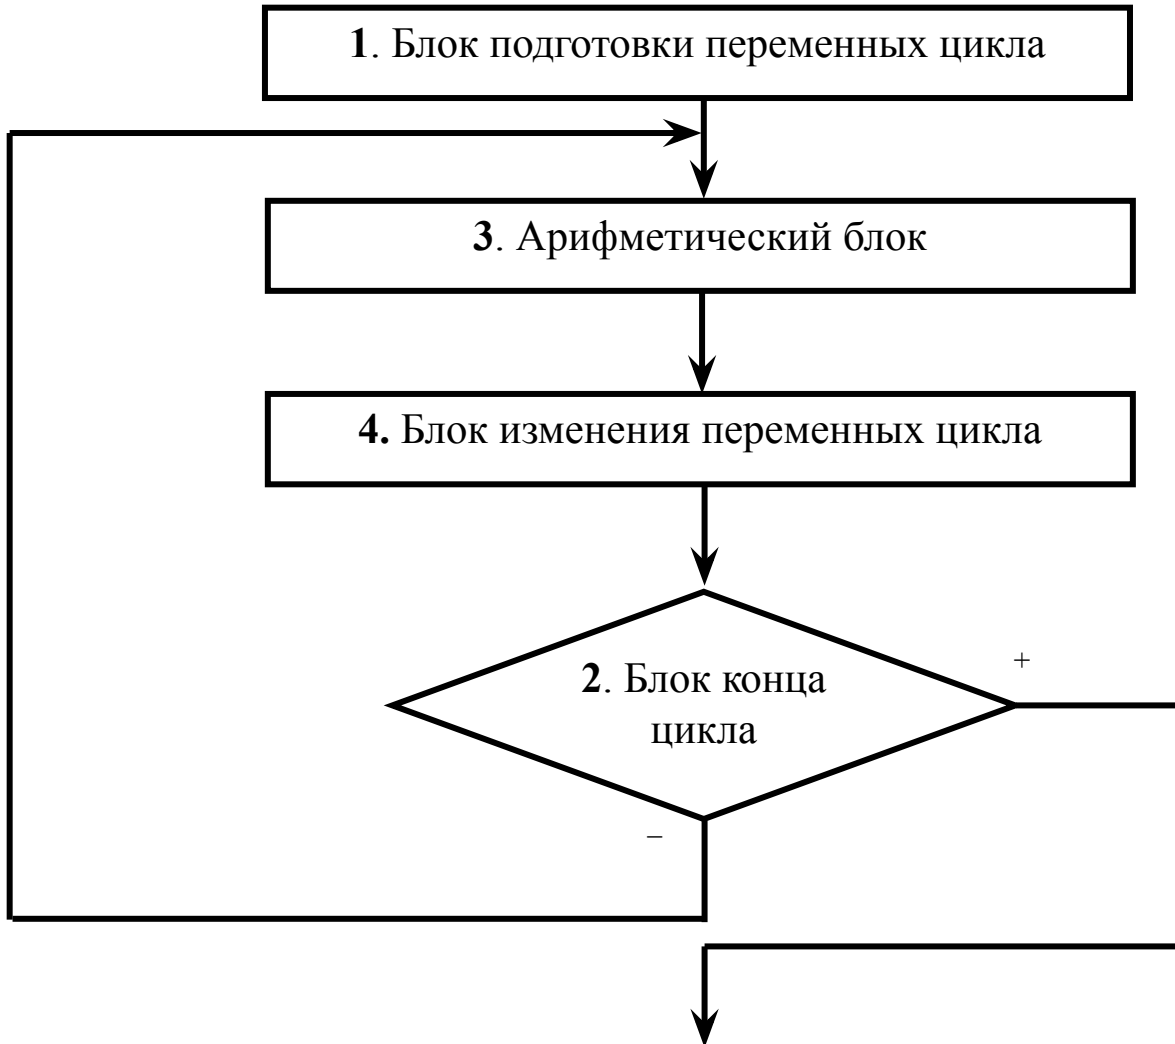 1. Блок подготовки переменных цикла
3. Арифметический блок
4. Блок изменения переменных цикла
2. Блок конца
цикла
+
–